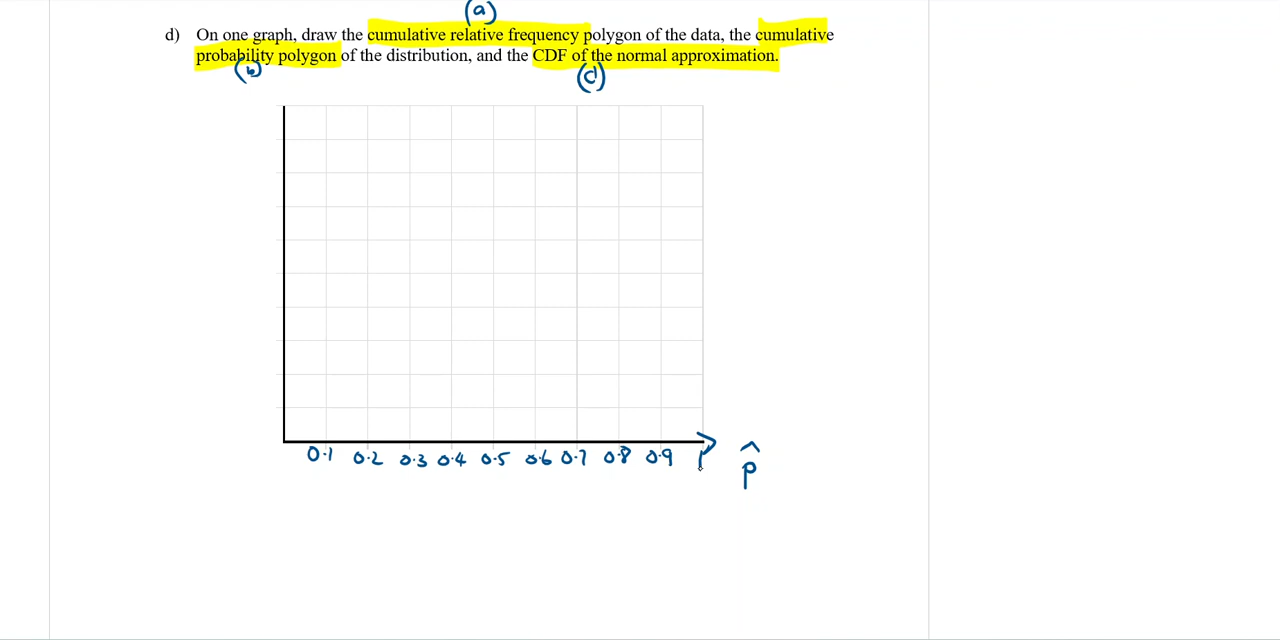 (a)
d) On one graph, draw the cumulative relative frequency polygon of the data, the cumulative
probability polygon of the distribution, and the CDF of the normal approximation.
(b) (c)
0.1 0.2 0.3 0.4 0.5 0.6 0.7 0.8 0.9 1
p̂